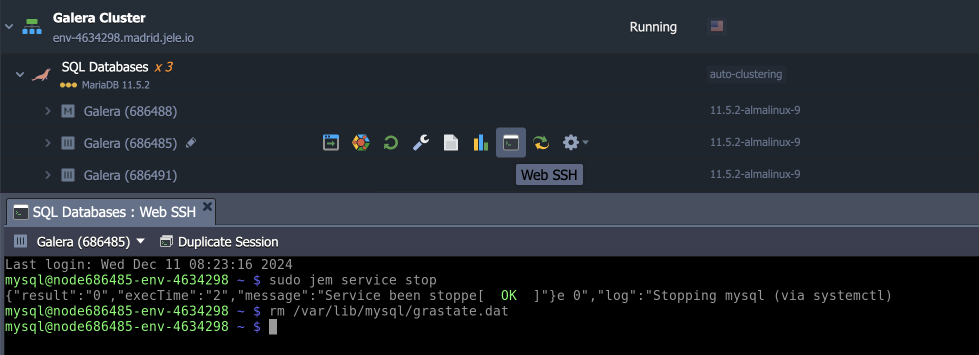 Galera Cluster
env-4634298.madrid.jele.io
Running
SQL Databases x 3
MariaDB 11.5.2
auto-clustering
M Galera (686488) 11.5.2-almalinux-9
Galera (686485) 11.5.2-almalinux-9
Web SSH
Galera (686491) 11.5.2-almalinux-9
SQL Databases : Web SSH
Galera (686485) Duplicate Session
Last login: Wed Dec 11 08:23:16 2024
mysql@node686485-env-4634298 ~ $ sudo jem service stop
{"result":"0","execTime":"2","message":"Service been stoppe[  OK  ]"}e 0","log":"Stopping mysql (via systemctl)
mysql@node686485-env-4634298 ~ $ rm /var/lib/mysql/grastate.dat
mysql@node686485-env-4634298 ~ $